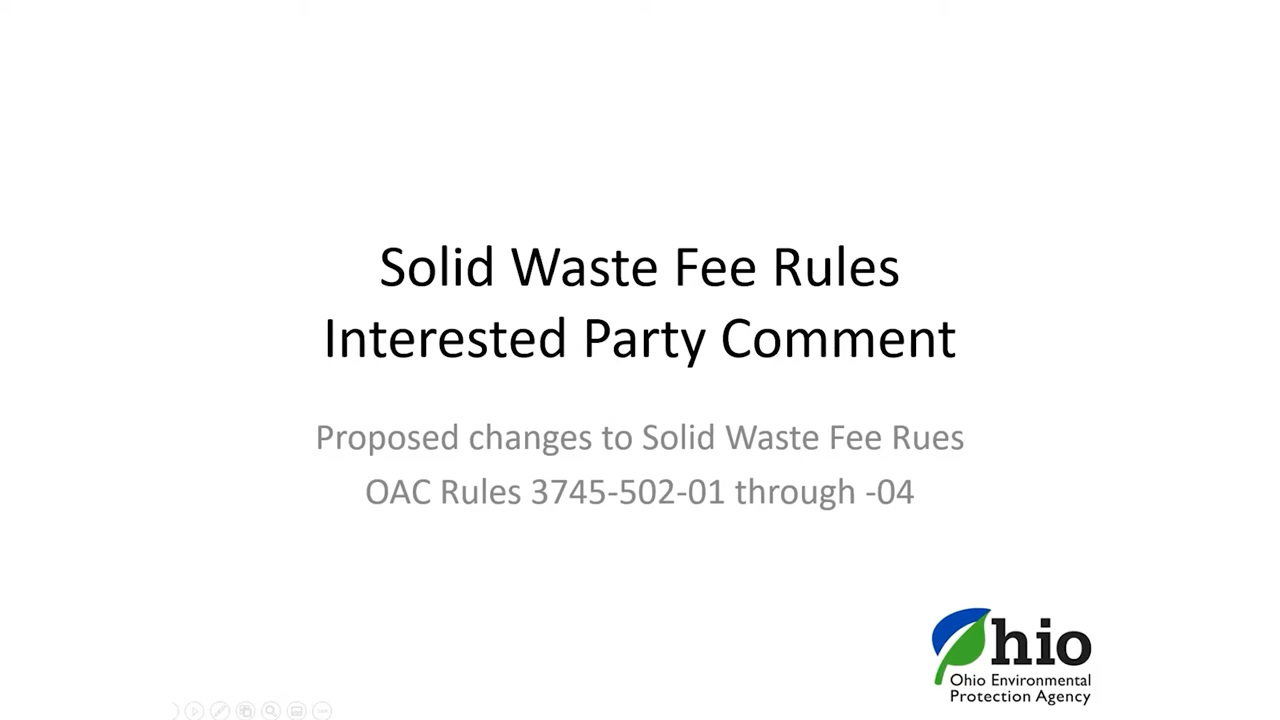 Solid Waste Fee Rules
Interested Party Comment
Proposed changes to Solid Waste Fee Rues
OAC Rules 3745-502-01 through -04
hio
Ohio Environmental
Protection Agency